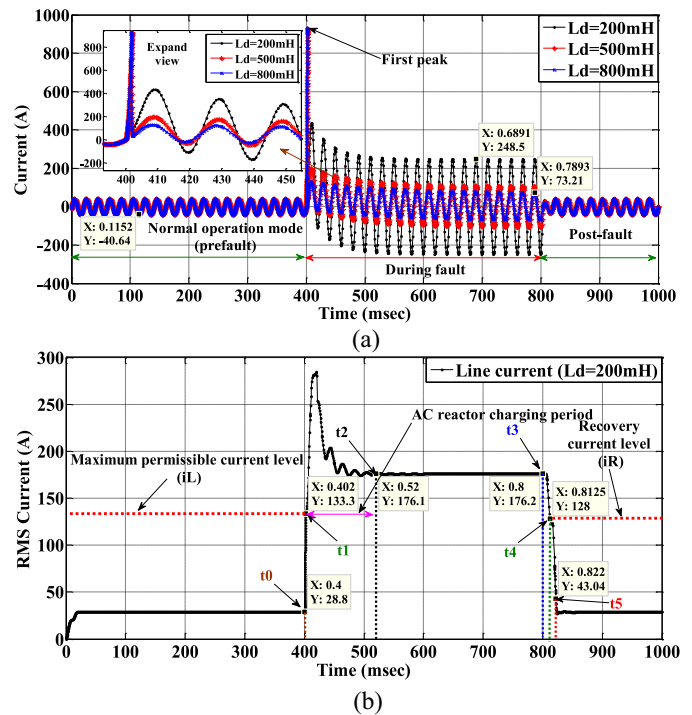 1000
800
600
400
200
0
-200
-400
Current (A)
800
600
400
200
0
-200
400 410 420 430 440 450
Expand
view
Ld=200mH
Ld=500mH
Ld=800mH
First peak
Ld=200mH
Ld=500mH
Ld=800mH
X: 0.6891
Y: 248.5
X: 0.7893
Y: 73.21
X: 0.1152
Y: -40.64
Normal operation mode
(prefault)
During fault
Post-fault
0 100 200 300 400 500 600 700 800 900 1000
Time (msec)
(a)
300
250
200
150
100
50
0
RMS Current (A)
Line current (Ld=200mH)
AC reactor charging period
t2
t3
Recovery
current level
(iR)
Maximum permissible current level
(iL)
X: 0.402
Y: 133.3
X: 0.52
Y: 176.1
X: 0.8
Y: 176.2
X: 0.8125
Y: 128
t1
t4
t0
X: 0.4
Y: 28.8
X: 0.822
Y: 43.04
t5
0 100 200 300 400 500 600 700 800 900 1000
Time (msec)
(b)